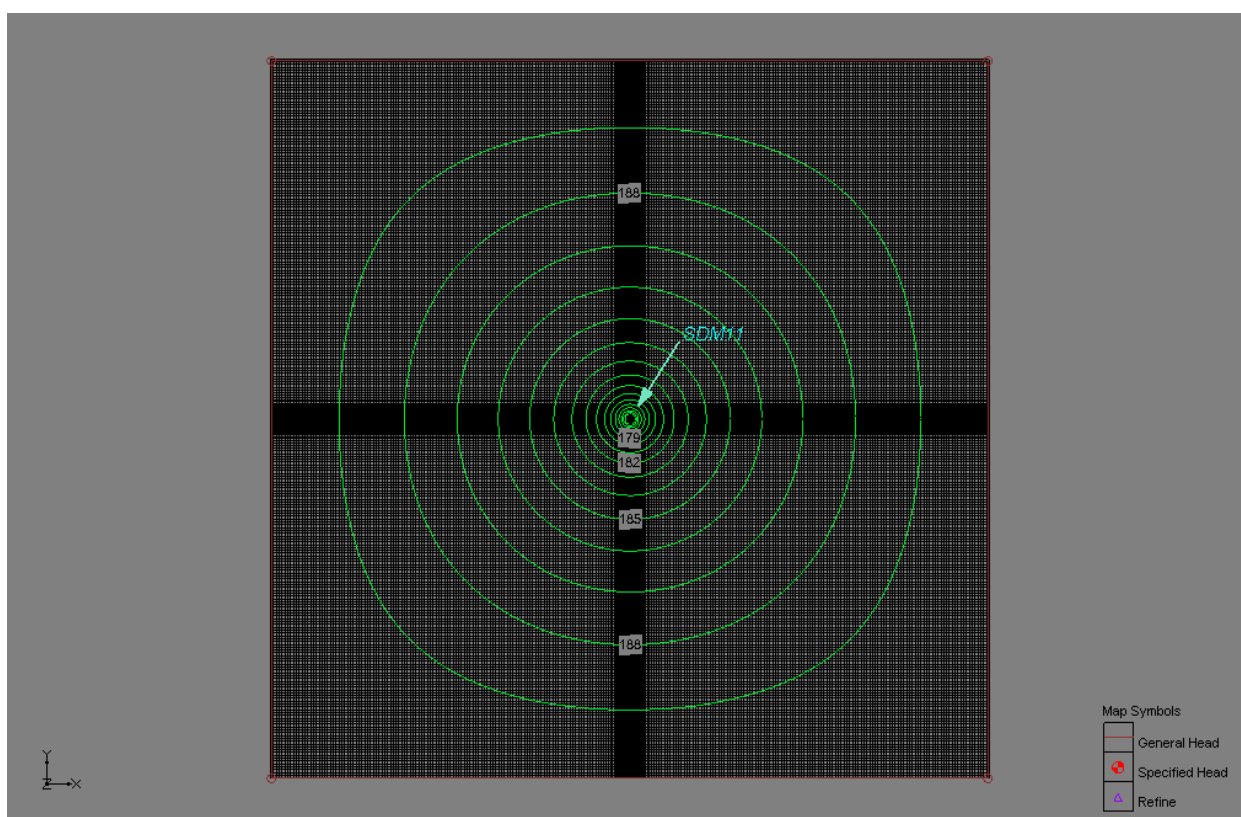 188
SDM11
179
182
185
188
Map Symbols
General Head
Specified Head
Refine
Y
Z X